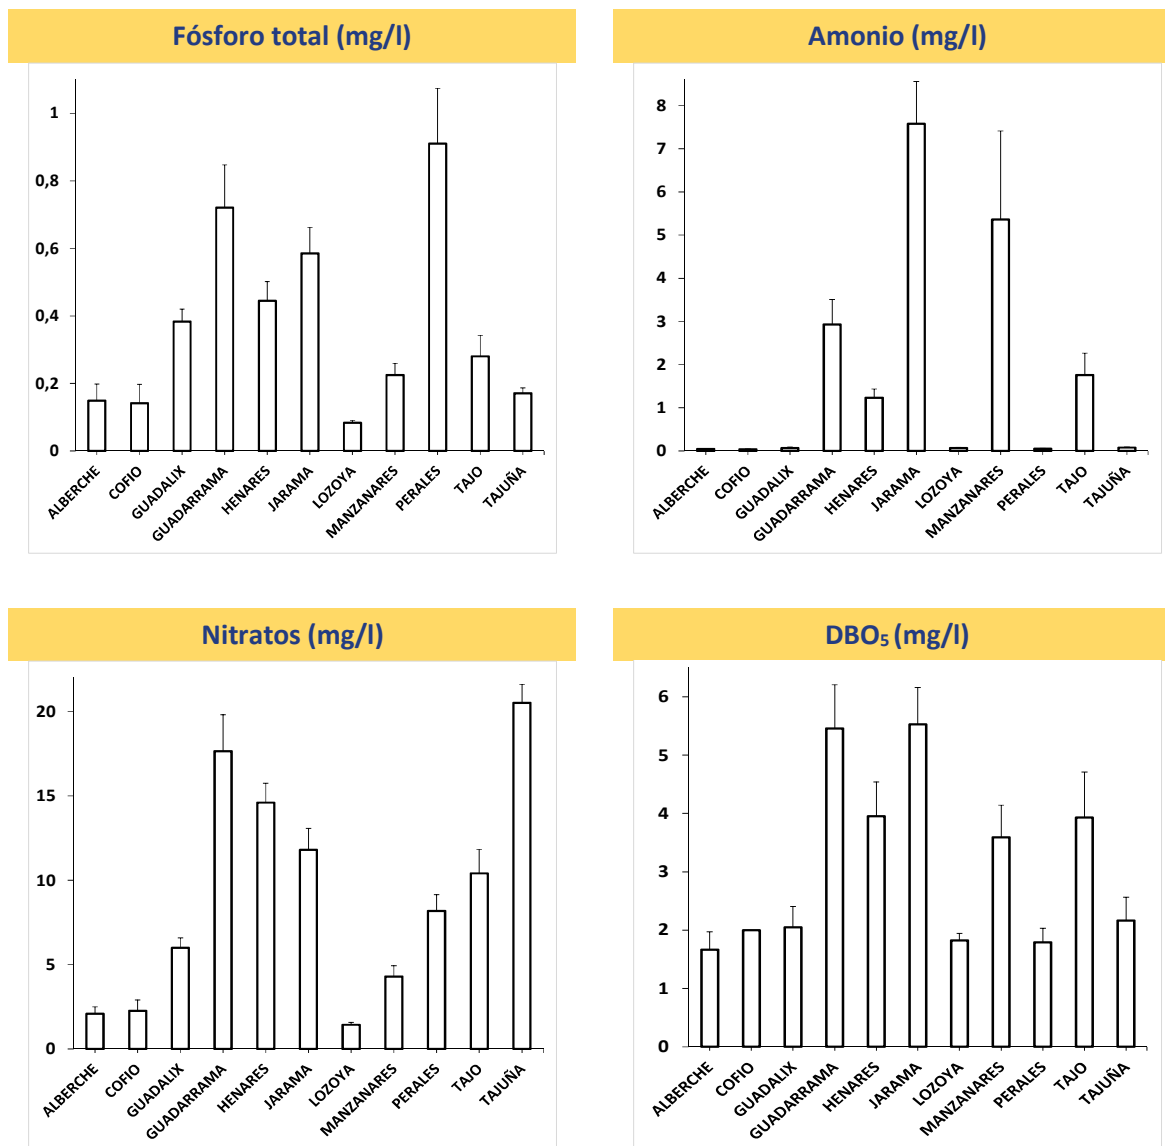 Fósforo total (mg/l)
1
0,8
0,6
0,4
0,2
0
ALBERCHE
COFIO
GUADALIX
GUADARRAMA
HENARES
JARAMA
LOZOYA
MANZANARES
PERALES
TAJO
TAJUÑA
Amonio (mg/l)
8
7
6
5
4
3
2
1
0
ALBERCHE
COFIO
GUADALIX
GUADARRAMA
HENARES
JARAMA
LOZOYA
MANZANARES
PERALES
TAJO
TAJUÑA
Nitratos (mg/l)
20
15
10
5
0
ALBERCHE
COFIO
GUADALIX
GUADARRAMA
HENARES
JARAMA
LOZOYA
MANZANARES
PERALES
TAJO
TAJUÑA
DBO₅ (mg/l)
6
5
4
3
2
1
0
ALBERCHE
COFIO
GUADALIX
GUADARRAMA
HENARES
JARAMA
LOZOYA
MANZANARES
PERALES
TAJO
TAJUÑA